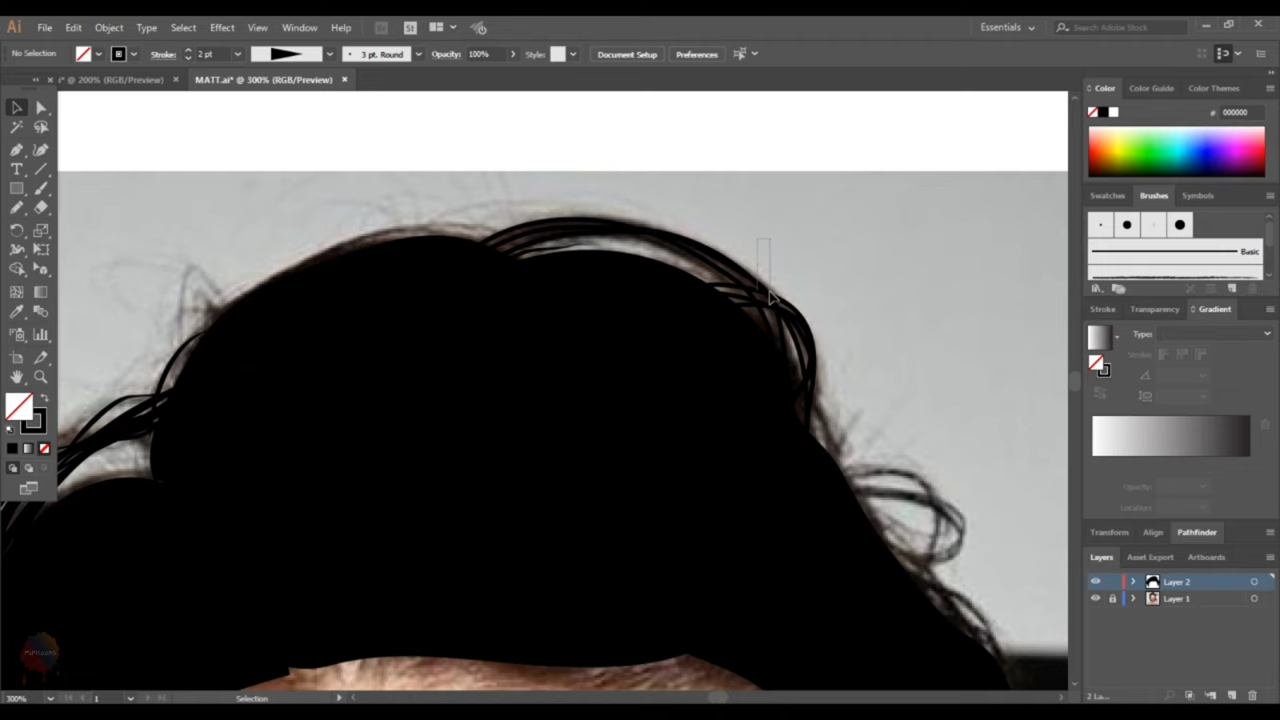 Ai File Edit Object Type Select Effect View Window Help Br St Essentials Search Adobe Stock
No Selection Stroke: 2 pt 3 pt. Round Opacity: 100% Style: Document Setup Preferences
@ 200% (RGB/Preview) × MATT.ai* @ 300% (RGB/Preview) ×
Color Color Guide Color Themes
# 000000
Swatches Brushes Symbols
Basic
Stroke Transparency Gradient
Type:
Stroke:
Opacity:
Location:
Transform Align Pathfinder
Layers Asset Export Artboards
Layer 2
Layer 1
300% 1 Selection 2 La...